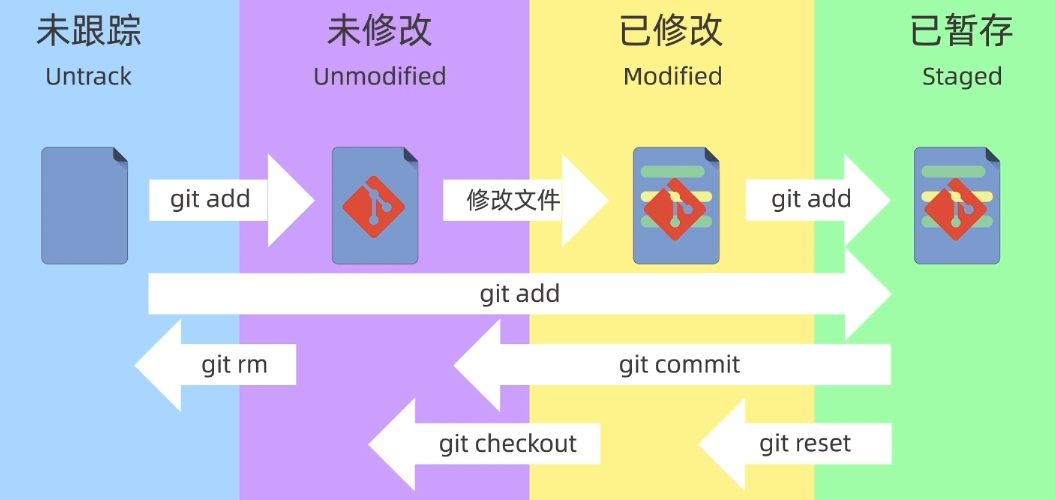 未跟踪
未修改
已修改
已暂存
Untrack
Unmodified
Modified
Staged
git add
修改文件
git add
git add
git rm
git commit
git checkout
git reset